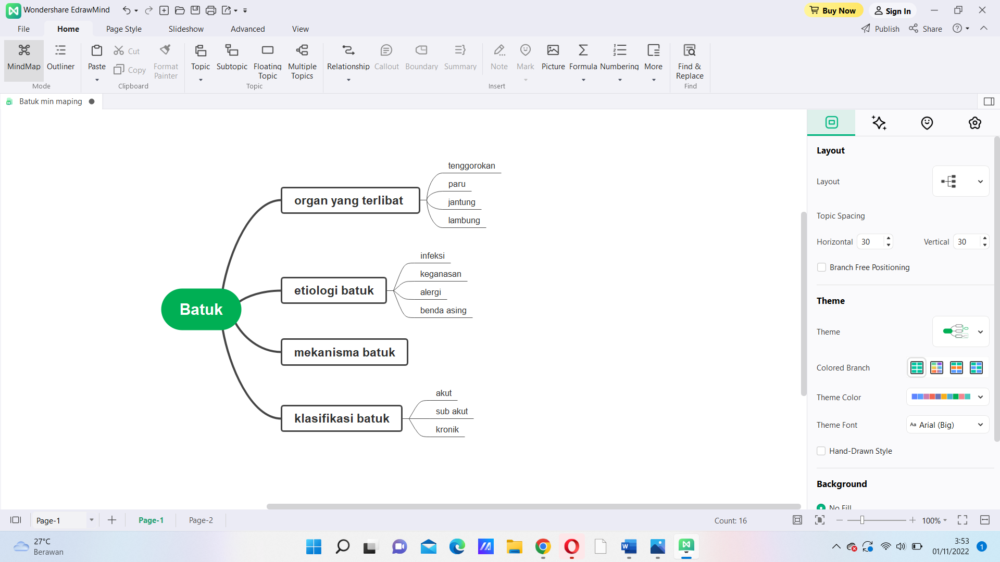 Wondershare EdrawMind
Buy Now
Sign In
File
Home
Page Style
Slideshow
Advanced
View
Publish
Share
MindMap
Outliner
Mode
Paste
Cut
Copy
Format Painter
Clipboard
Topic
Subtopic
Floating Topic
Multiple Topics
Topic
Relationship
Callout
Boundary
Summary
Note
Mark
Picture
Formula
Numbering
More
Insert
Find & Replace
Find
Batuk min maping
Batuk
organ yang terlibat
tenggorokan
paru
jantung
lambung
etiologi batuk
infeksi
keganasan
alergi
benda asing
mekanisma batuk
klasifikasi batuk
akut
sub akut
kronik
Layout
Layout
Topic Spacing
Horizontal 30
Vertical 30
Branch Free Positioning
Theme
Theme
Colored Branch
Theme Color
Theme Font
Aa Arial (Big)
Hand-Drawn Style
Background
No Fill
Page-1
Page-1
Page-2
Count: 16
100%
27°C
Berawan
3:53
01/11/2022
1